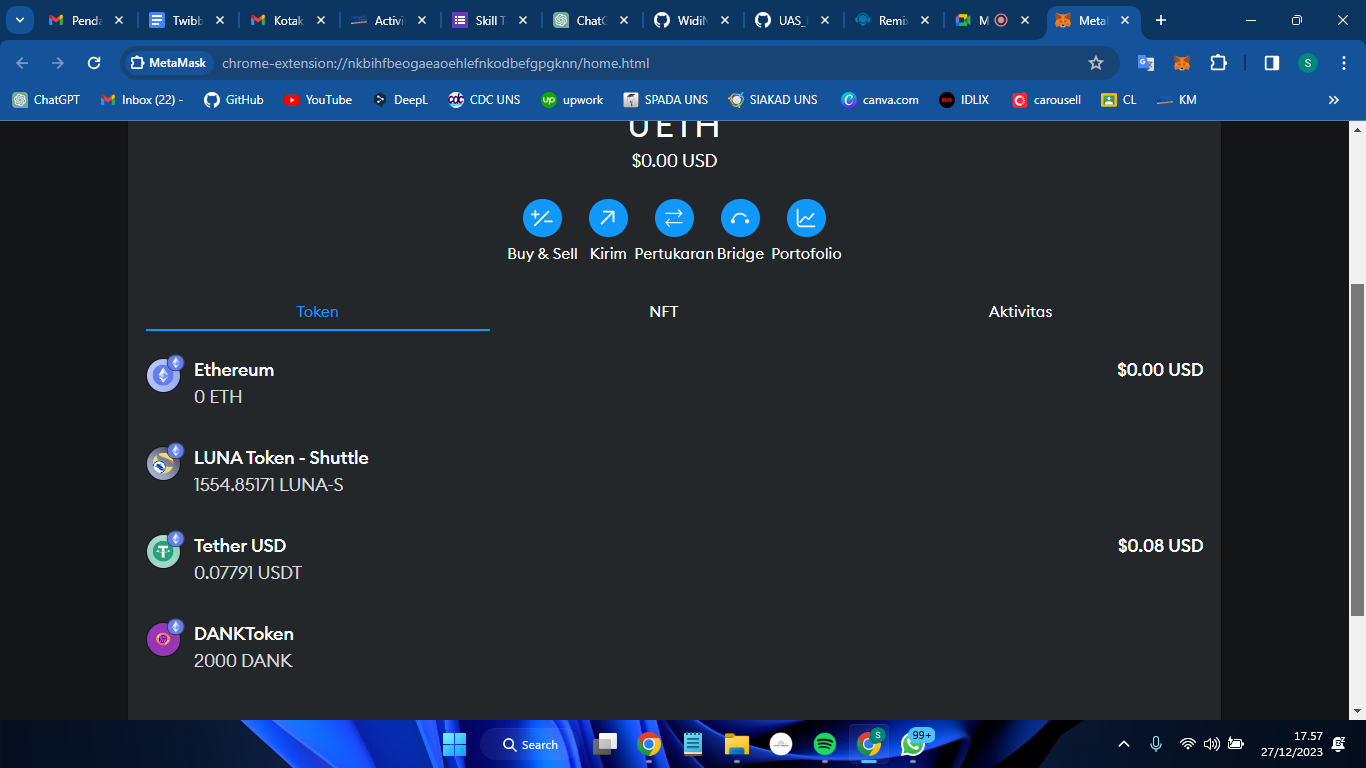 Penda
Twibb
Kotak
Activi
Skill T
ChatG
WidiN
UAS_
Remix
M
Meta
MetaMask
chrome-extension://nkbihfbeogaeaoehlefnkodbefgpgknn/home.html
S
ChatGPT
Inbox (22) -
GitHub
YouTube
DeepL
CDC UNS
up
upwork
SPADA UNS
SIAKAD UNS
canva.com
IDLIX
carousell
CL
KM
0 ETH
$0.00 USD
Buy & Sell
Kirim
Pertukaran
Bridge
Portofolio
Token
NFT
Aktivitas
Ethereum
$0.00 USD
0 ETH
LUNA Token - Shuttle
1554.85171 LUNA-S
Tether USD
$0.08 USD
0.07791 USDT
DANKToken
2000 DANK
Search
S
99+
17.57
27/12/2023